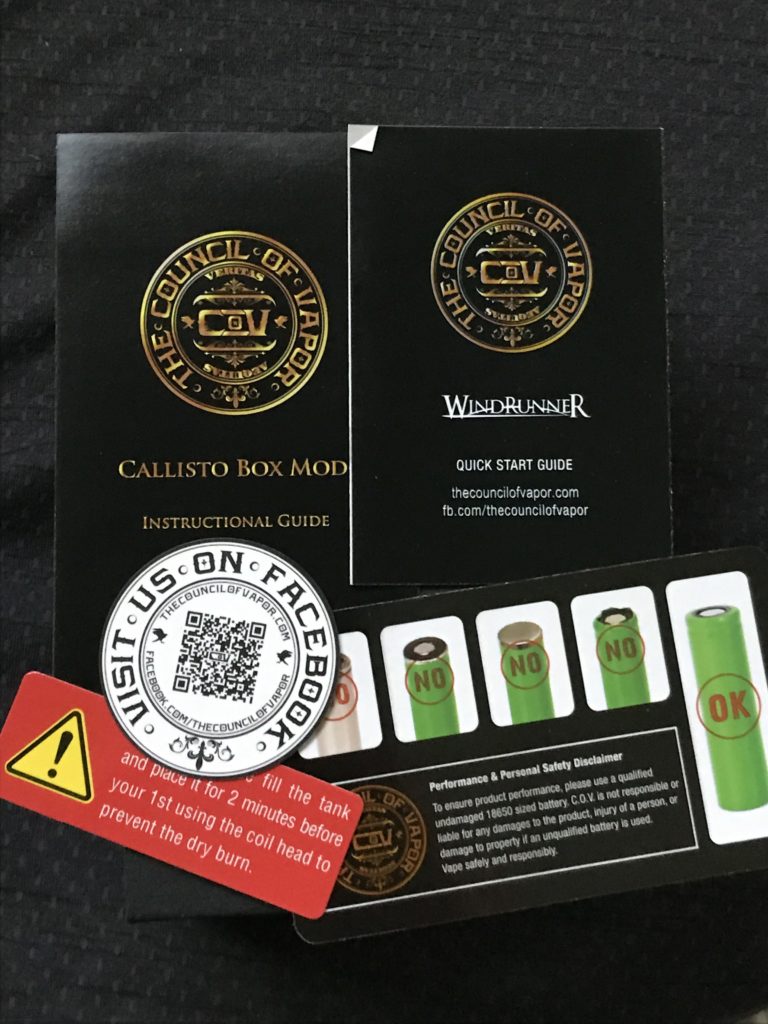 THE COUNCIL OF VAPOR
VERITAS
C.O.V
AEQUITAS
CALLISTO BOX MOD
INSTRUCTIONAL GUIDE
THE COUNCIL OF VAPOR
VERITAS
C.O.V
AEQUITAS
WINDRUNNER
QUICK START GUIDE
thecouncilofvapor.com
fb.com/thecouncilofvapor
VISIT US ON FACEBOOK
THECOUNCILOFVAPOR.COM
FACEBOOK.COM/THECOUNCILOFVAPOR
fill the tank
and place it for 2 minutes before
your 1st using the coil head to
prevent the dry burn.
NO
NO
NO
OK
OF VAPOR
C.O.V
Performance & Personal Safety Disclaimer
To ensure product performance, please use a qualified
undamaged 18650 sized battery. C.O.V. is not responsible or
liable for any damages to the product, injury of a person, or
damage to property if an unqualified battery is used.
Vape safely and responsibly.